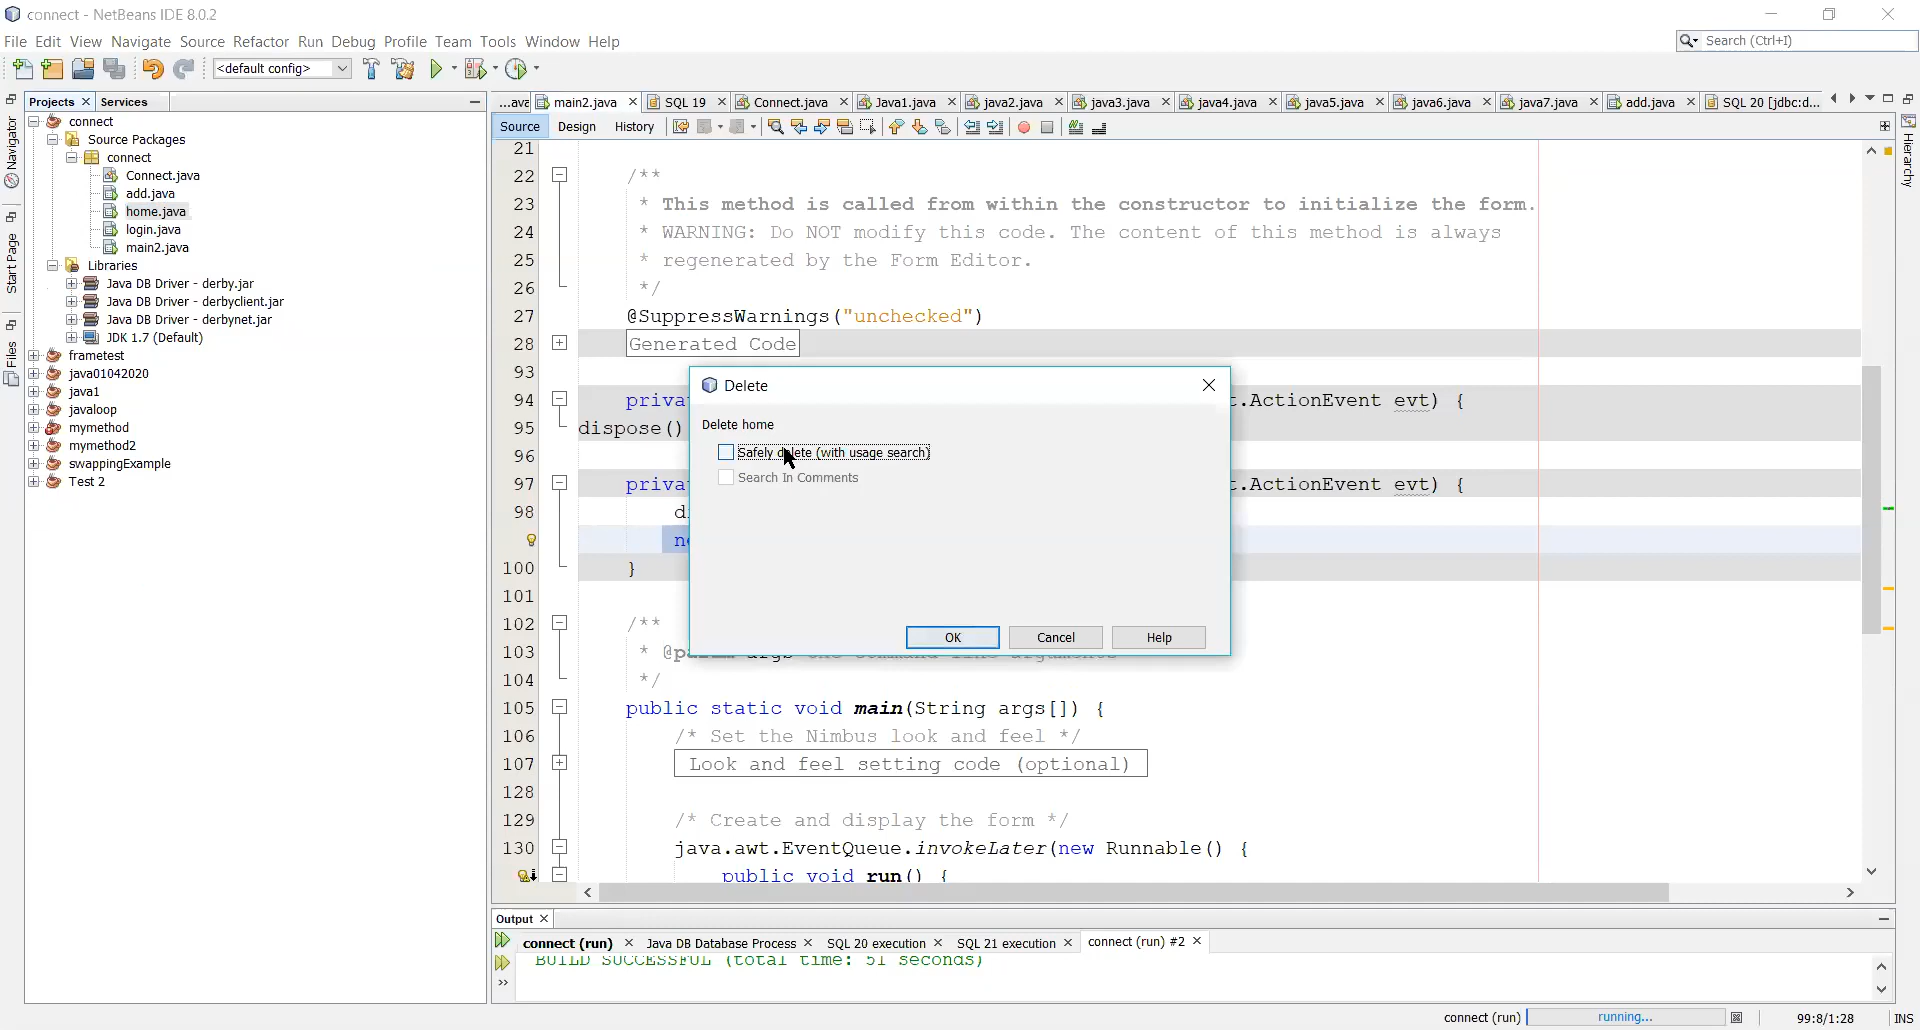 connect - NetBeans IDE 8.0.2
File Edit View Navigate Source Refactor Run Debug Profile Team Tools Window Help
Search (Ctrl+I)
<default config>
Projects
Services
...ava
main2.java
SQL 19
Connect.java
Java1.java
java2.java
java3.java
java4.java
java5.java
java6.java
java7.java
add.java
SQL 20 [jdbc:d...
Source
Design
History
Navigator
Start Page
Files
Hierarchy
connect
Source Packages
connect
Connect.java
add.java
home.java
login.java
main2.java
Libraries
Java DB Driver - derby.jar
Java DB Driver - derbyclient.jar
Java DB Driver - derbynet.jar
JDK 1.7 (Default)
frametest
java01042020
java1
javaloop
mymethod
mymethod2
swappingExample
Test 2
21
22 /**
23 * This method is called from within the constructor to initialize the form.
24 * WARNING: Do NOT modify this code. The content of this method is always
25 * regenerated by the Form Editor.
26 */
27 @SuppressWarnings("unchecked")
28 Generated Code
93
94 t.ActionEvent evt) {
95 dispose()
96
97 t.ActionEvent evt) {
98
100 }
101
102 /**
103 *
104 */
105 public static void main(String args[]) {
106 /* Set the Nimbus look and feel */
107 Look and feel setting code (optional)
128
129 /* Create and display the form */
130 java.awt.EventQueue.invokeLater(new Runnable() {
public void run() {
Delete
Delete home
Safely delete (with usage search)
Search In Comments
OK
Cancel
Help
Output
connect (run)
Java DB Database Process
SQL 20 execution
SQL 21 execution
connect (run) #2
BUILD SUCCESSFUL (total time: 51 seconds)
connect (run)
running...
99:8/1:28
INS